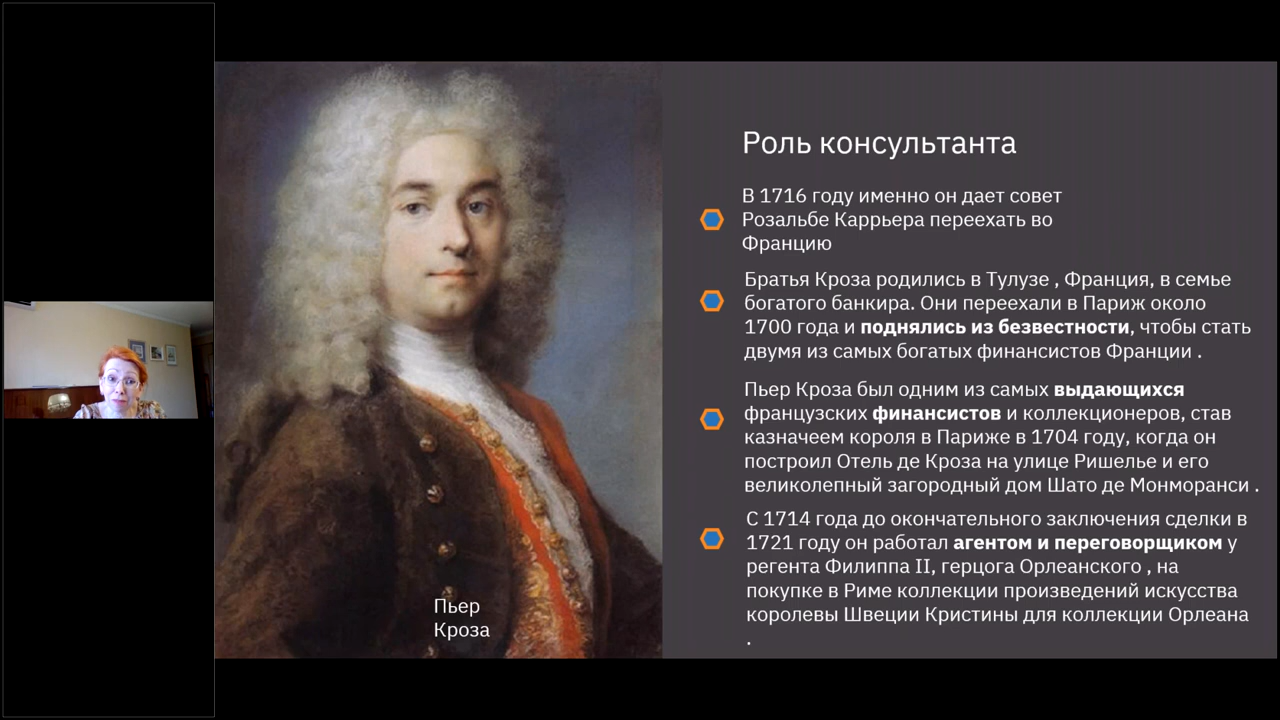 Роль консультанта
В 1716 году именно он дает совет
Розальбе Каррьера переехать во
Францию
Братья Кроза родились в Тулузе , Франция, в семье
богатого банкира. Они переехали в Париж около
1700 года и поднялись из безвестности, чтобы стать
двумя из самых богатых финансистов Франции .
Пьер Кроза был одним из самых выдающихся
французских финансистов и коллекционеров, став
казначеем короля в Париже в 1704 году, когда он
построил Отель де Кроза на улице Ришелье и его
великолепный загородный дом Шато де Монморанси .
С 1714 года до окончательного заключения сделки в
1721 году он работал агентом и переговорщиком у
регента Филиппа II, герцога Орлеанского , на
покупке в Риме коллекции произведений искусства
королевы Швеции Кристины для коллекции Орлеана
.
Пьер
Кроза